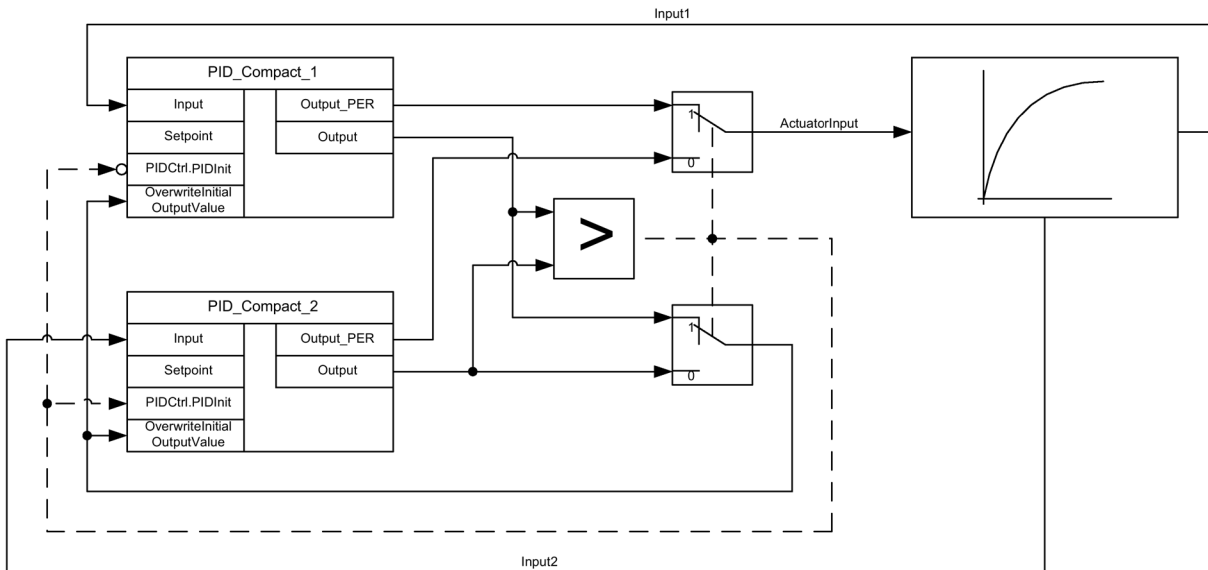 Input1
PID_Compact_1
Input
Output_PER
Setpoint
Output
PIDCtrl.PIDInit
OverwriteInitial
OutputValue
1
0
ActuatorInput
>
PID_Compact_2
Input
Output_PER
Setpoint
Output
PIDCtrl.PIDInit
OverwriteInitial
OutputValue
1
0
Input2